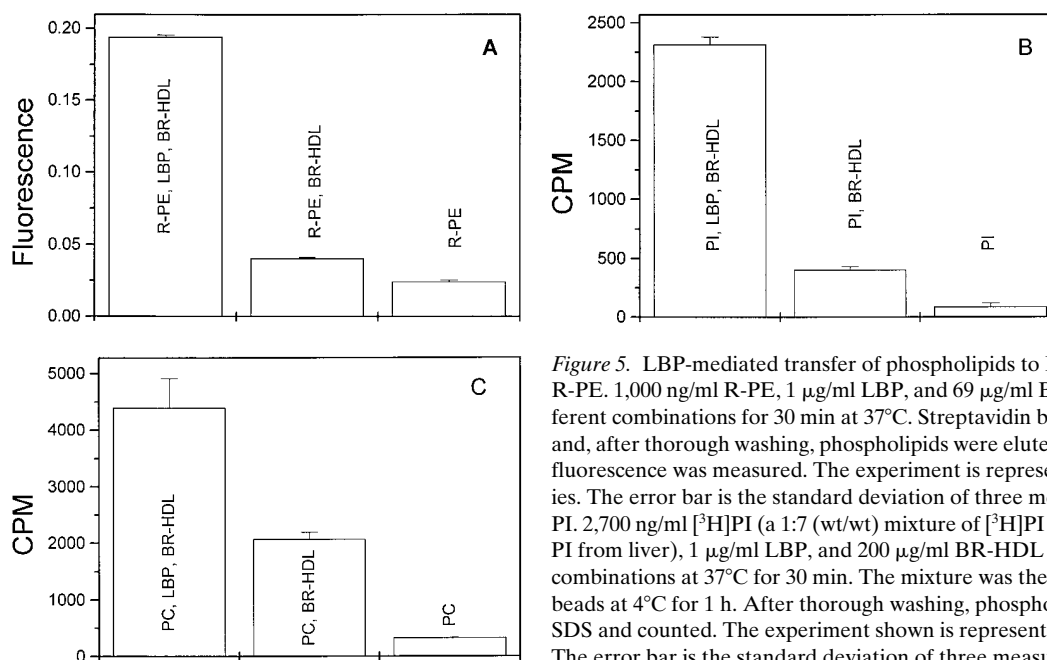 A
Fluorescence
0.20
0.15
0.10
0.05
0.00
R-PE, LBP, BR-HDL
R-PE, BR-HDL
R-PE
B
CPM
2500
2000
1500
1000
500
0
PI, LBP, BR-HDL
PI, BR-HDL
PI
C
CPM
5000
4000
3000
2000
1000
0
PC, LBP, BR-HDL
PC, BR-HDL
PC
Figure 5. LBP-mediated transfer of phospholipids to
R-PE. 1,000 ng/ml R-PE, 1 μg/ml LBP, and 69 μg/ml
ferent combinations for 30 min at 37°C. Streptavidin b
and, after thorough washing, phospholipids were elute
fluorescence was measured. The experiment is represe
ies. The error bar is the standard deviation of three
PI. 2,700 ng/ml [³H]PI (a 1:7 (wt/wt) mixture of [³H]PI
PI from liver), 1 μg/ml LBP, and 200 μg/ml BR-HDL
combinations at 37°C for 30 min. The mixture was the
beads at 4°C for 1 h. After thorough washing, phospho
SDS and counted. The experiment shown is represent
The error bar is the standard deviation of three measu